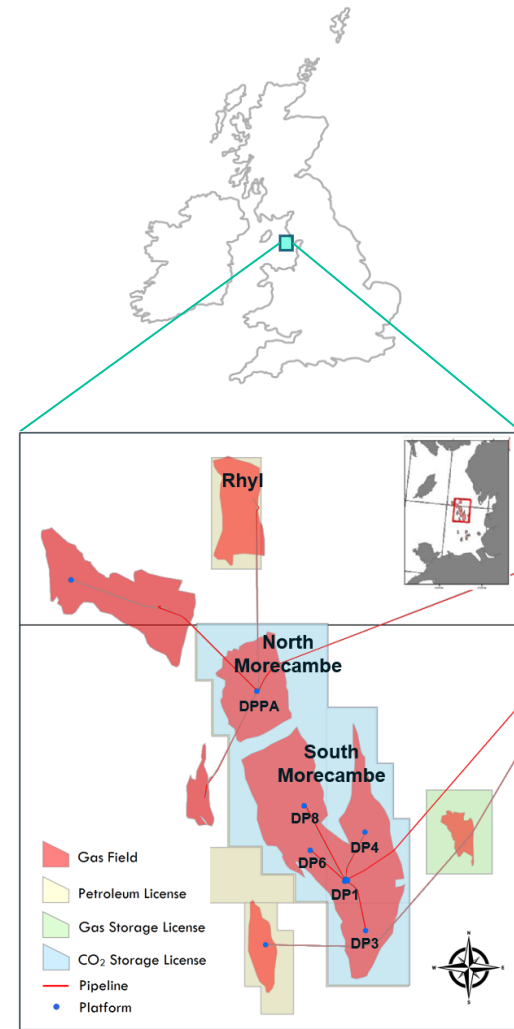 Rhyl
North
Morecambe
DPPA
South
Morecambe
DP8
DP4
DP6
DP1
DP3
Gas Field
Petroleum License
Gas Storage License
CO₂ Storage License
Pipeline
Platform
N
W
E
S